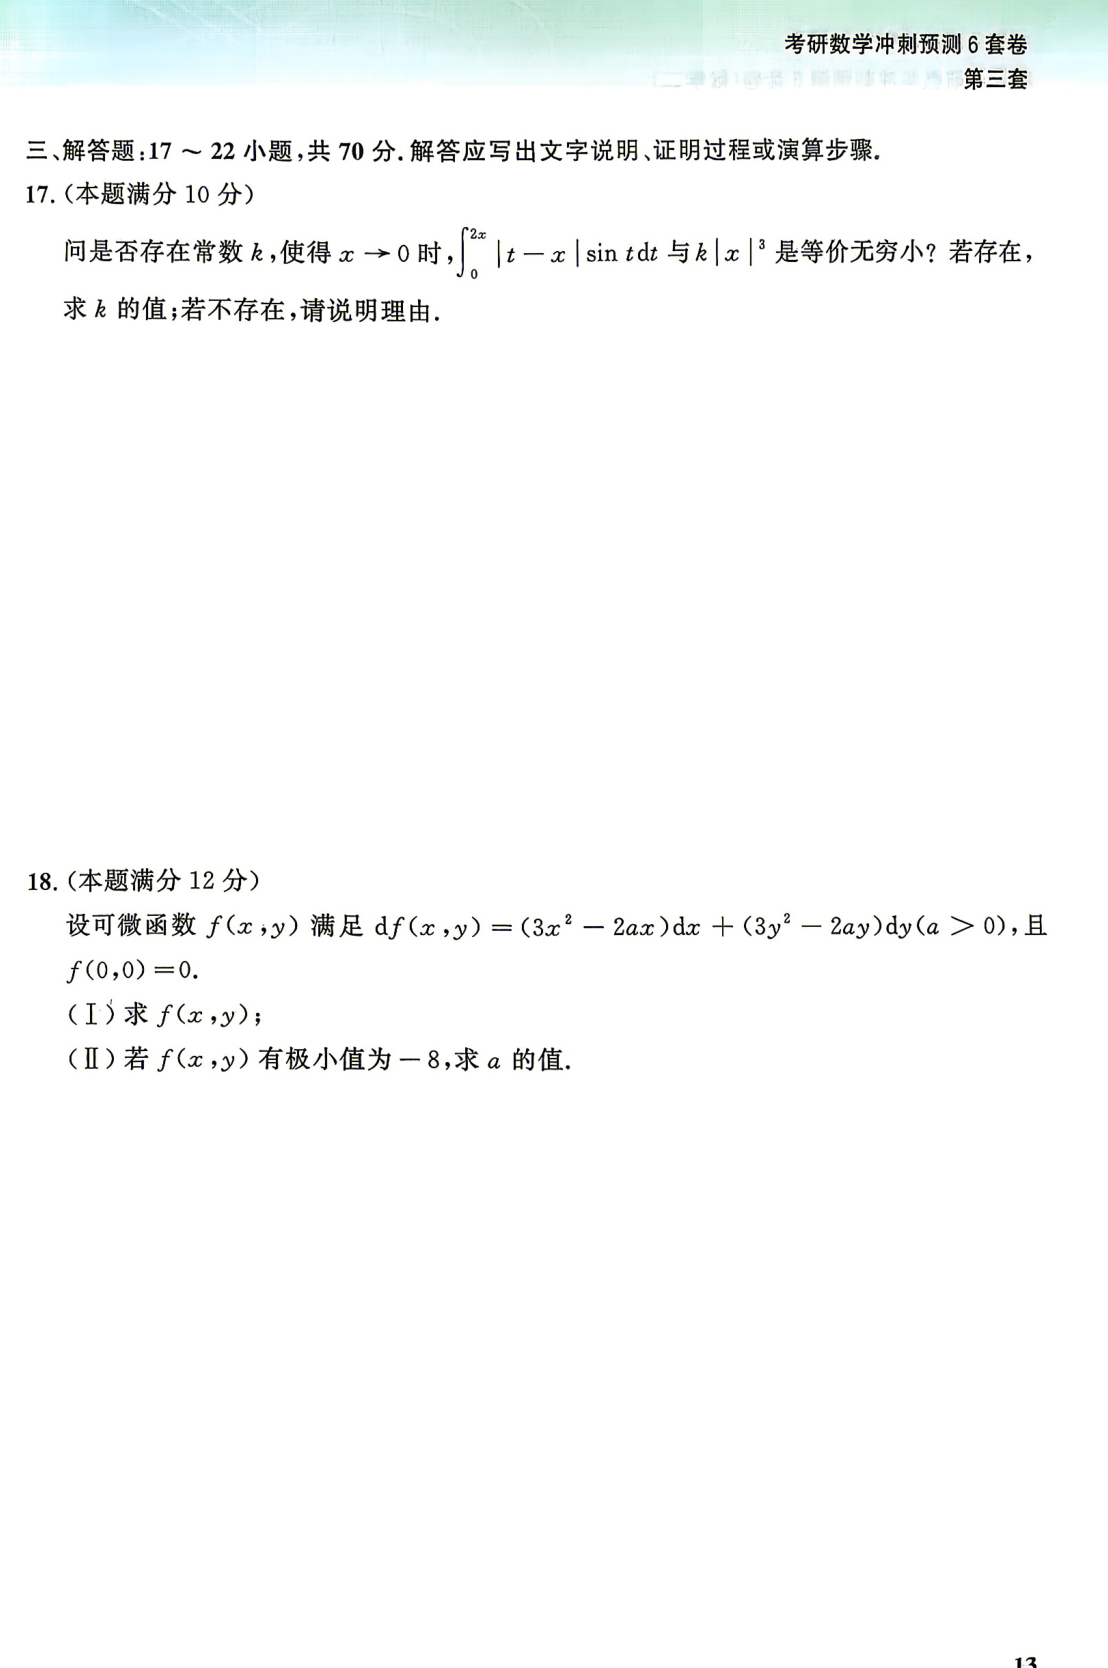 考研数学冲刺预测 6 套卷
第三套
三、解答题:17 ～ 22 小题,共 70 分.解答应写出文字说明、证明过程或演算步骤.
17.(本题满分 10 分)
问是否存在常数 k,使得 x → 0 时,∫₀²ˣ |t − x| sin tdt 与 k|x|³ 是等价无穷小? 若存在,
求 k 的值;若不存在,请说明理由.
18.(本题满分 12 分)
设可微函数 f(x,y) 满足 df(x,y) = (3x² − 2ax)dx + (3y² − 2ay)dy(a > 0),且
f(0,0) = 0.
(Ⅰ) 求 f(x,y);
(Ⅱ) 若 f(x,y) 有极小值为 − 8,求 a 的值.
13